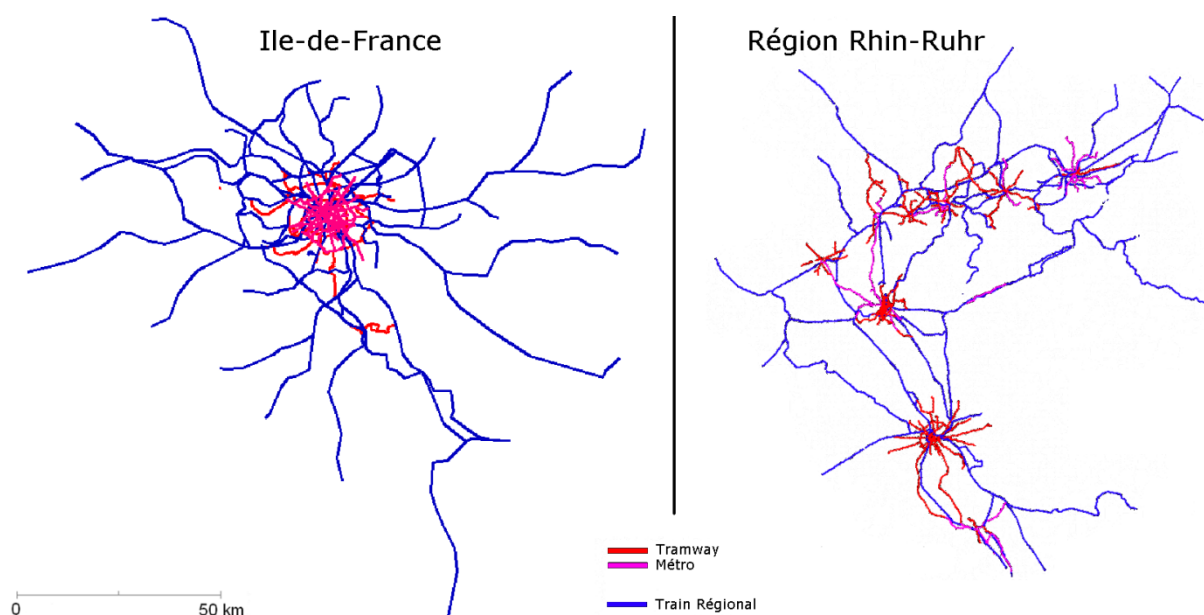 Ile-de-France
Région Rhin-Ruhr
Tramway
Métro
Train Régional
0
50 km